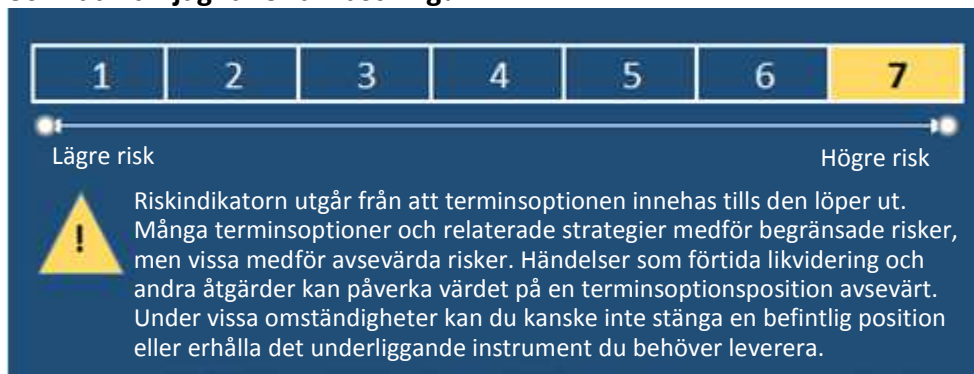 1 2 3 4 5 6 7
Lägre risk Högre risk
Riskindikatorn utgår från att terminsoptionen innehas tills den löper ut.
! Många terminsoptioner och relaterade strategier medför begränsade risker,
men vissa medför avsevärda risker. Händelser som förtida likvidering och
andra åtgärder kan påverka värdet på en terminsoptionsposition avsevärt.
Under vissa omständigheter kan du kanske inte stänga en befintlig position
eller erhålla det underliggande instrument du behöver leverera.